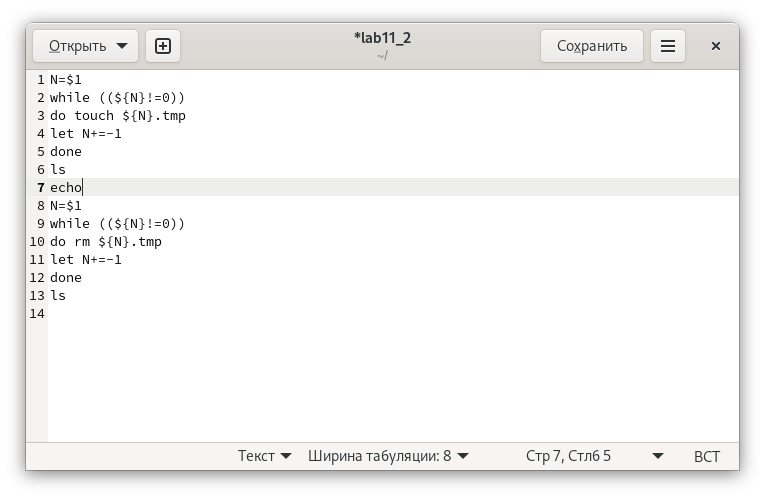 Открыть
*lab11_2
~/
Сохранить
1 N=$1
2 while ((${N}!=0))
3 do touch ${N}.tmp
4 let N+=-1
5 done
6 ls
7 echo
8 N=$1
9 while ((${N}!=0))
10 do rm ${N}.tmp
11 let N+=-1
12 done
13 ls
14
Текст Ширина табуляции: 8 Стр 7, Стлб 5 ВСТ